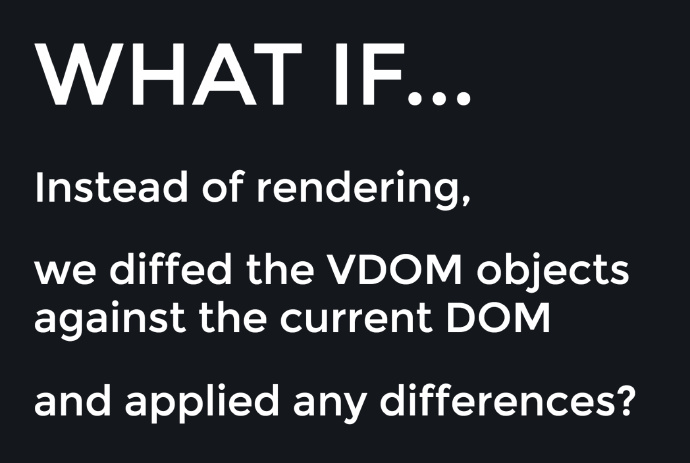 WHAT IF...
Instead of rendering,
we diffed the VDOM objects
against the current DOM
and applied any differences?